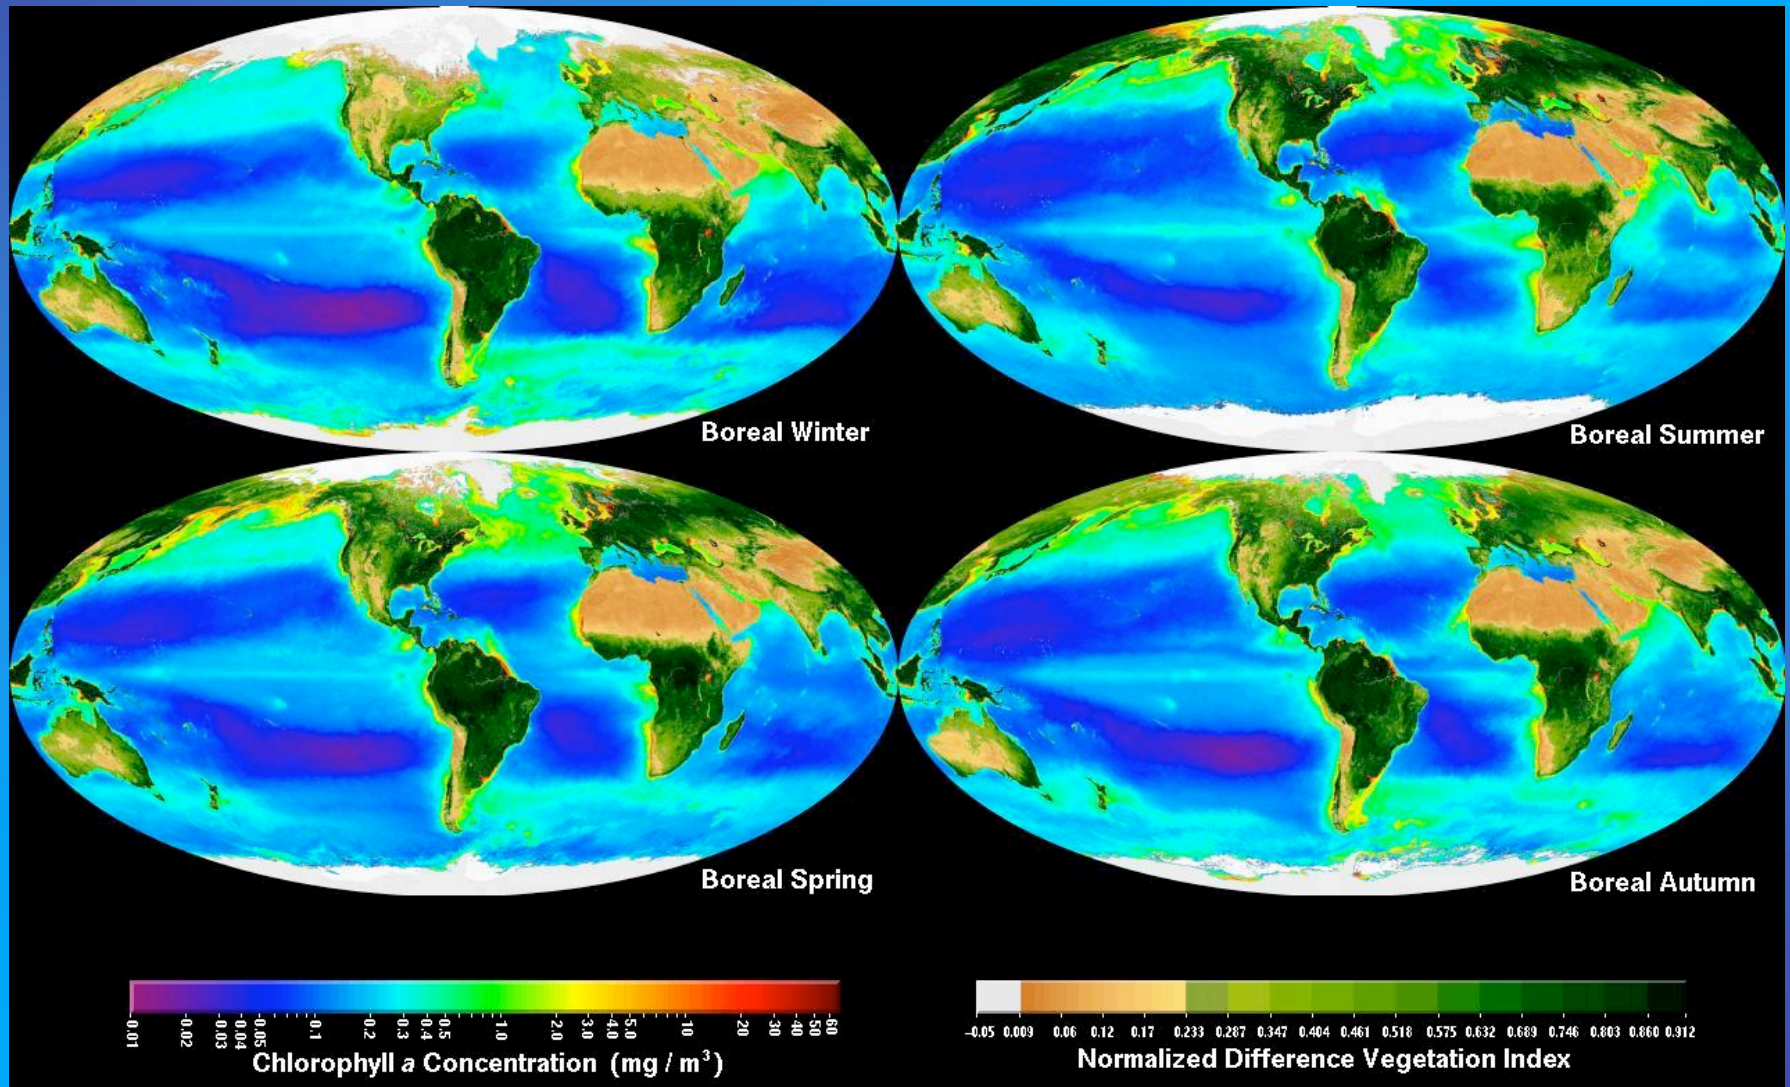 Boreal Winter
Boreal Summer
Boreal Spring
Boreal Autumn
.01 0.02 0.03 0.04 0.05 0.1 0.2 0.3 0.4 0.5 1.0 2.0 3.0 4.0 5.0 10 20 30 40 50 60
Chlorophyll a Concentration (mg / m³)
-0.05 0.009 0.06 0.12 0.17 0.233 0.287 0.347 0.404 0.461 0.518 0.575 0.632 0.689 0.746 0.803 0.860 0.912
Normalized Difference Vegetation Index